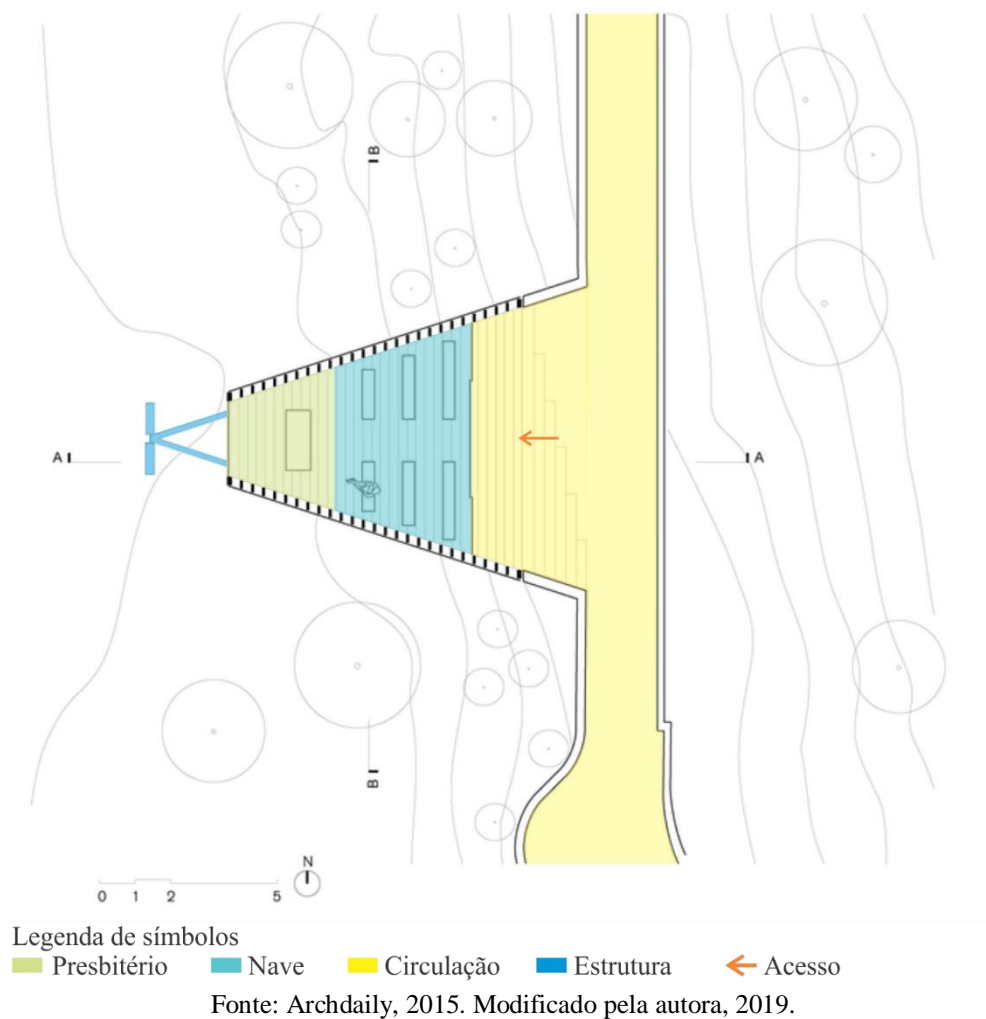 B
A A
B
N
0 1 2 5
Legenda de símbolos
Presbitério Nave Circulação Estrutura Acesso
Fonte: Archdaily, 2015. Modificado pela autora, 2019.